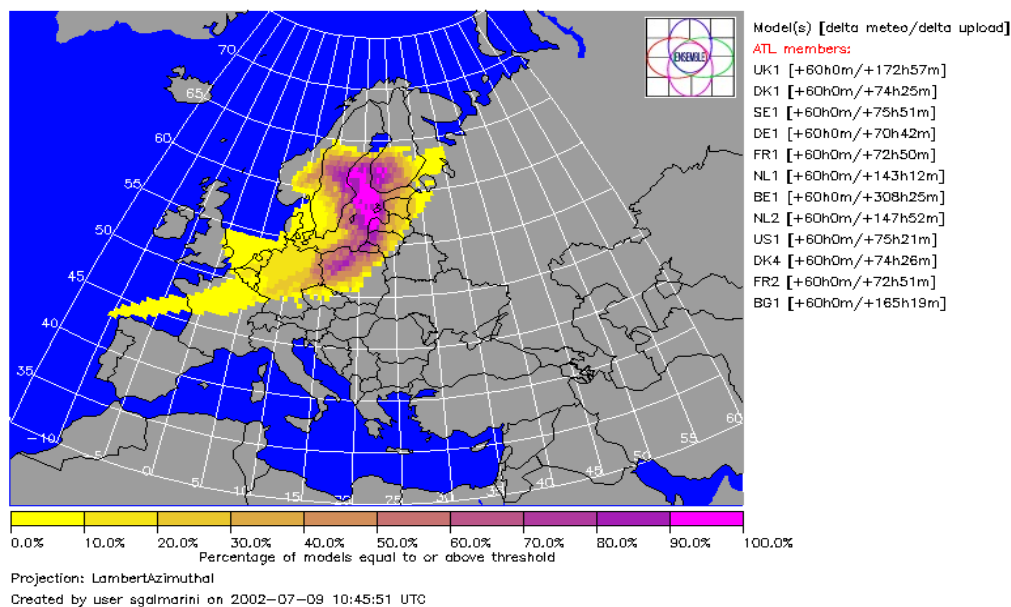 Model(s) [delta meteo/delta upload]
ATL members:
UK1 [+60h0m/+172h57m]
DK1 [+60h0m/+74h25m]
SE1 [+60h0m/+75h51m]
DE1 [+60h0m/+70h42m]
FR1 [+60h0m/+72h50m]
NL1 [+60h0m/+143h12m]
BE1 [+60h0m/+308h25m]
NL2 [+60h0m/+147h52m]
US1 [+60h0m/+75h21m]
DK4 [+60h0m/+74h26m]
FR2 [+60h0m/+72h51m]
BG1 [+60h0m/+165h19m]
ENSEMBLE
70
65
60
55
50
45
40
35
-10
-5
0
5
10
15
20
25
30
35
40
45
50
55
60
0.0% 10.0% 20.0% 30.0% 40.0% 50.0% 60.0% 70.0% 80.0% 90.0% 100.0%
Percentage of models equal to or above threshold
Projection: LambertAzimuthal
Created by user sgalmarini on 2002-07-09 10:45:51 UTC